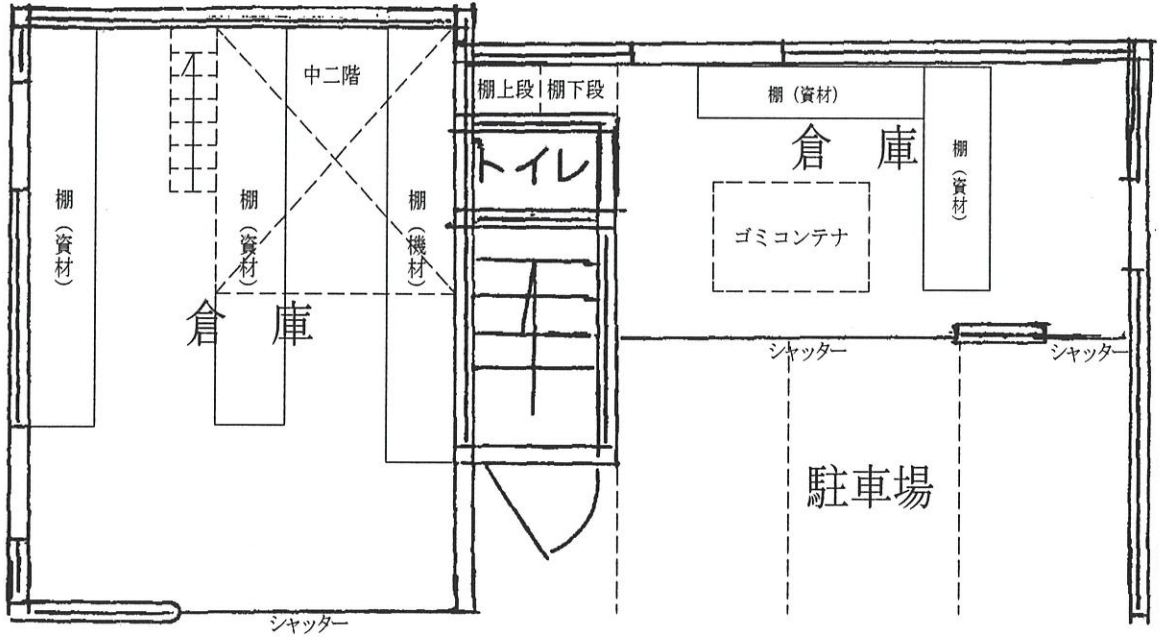 中二階
棚（資材）
棚（資材）
棚（機材）
倉庫
シャッター
棚上段
棚下段
トイレ
棚（資材）
倉庫
棚（資材）
ゴミコンテナ
シャッター
シャッター
駐車場